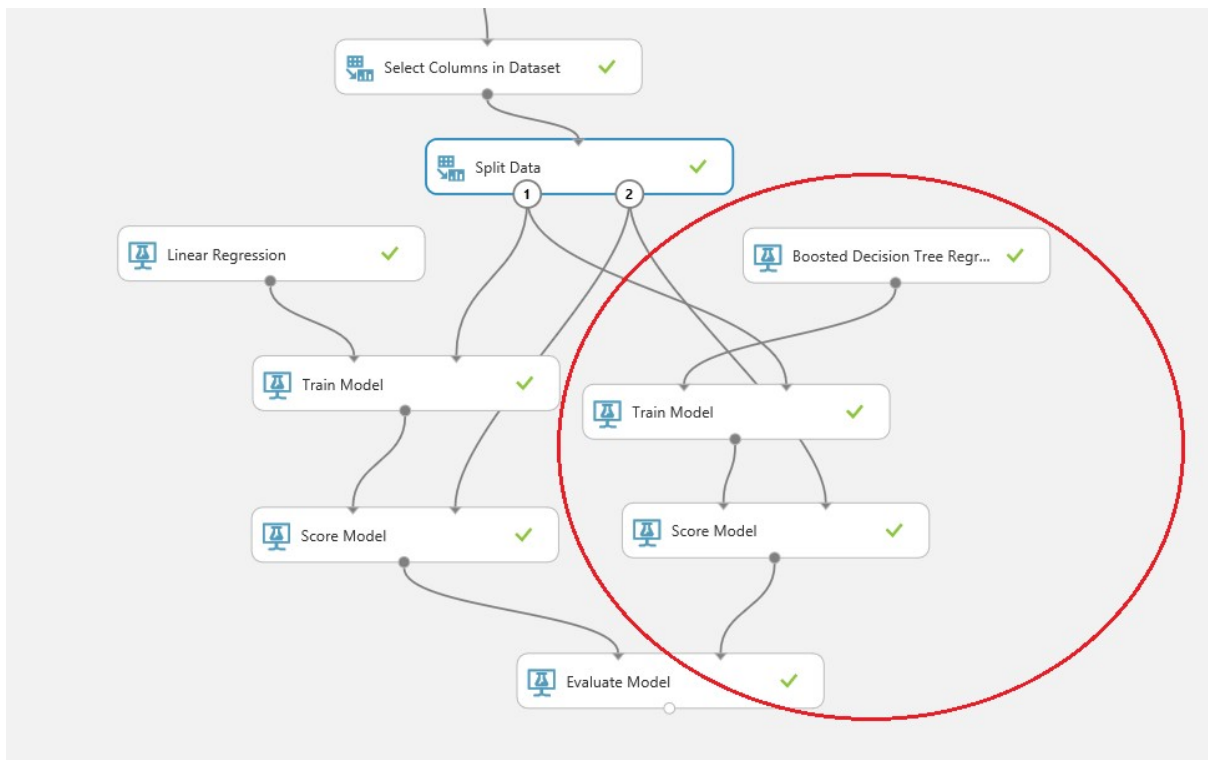 Select Columns in Dataset
Split Data
1
2
Linear Regression
Boosted Decision Tree Regr...
Train Model
Train Model
Score Model
Score Model
Evaluate Model